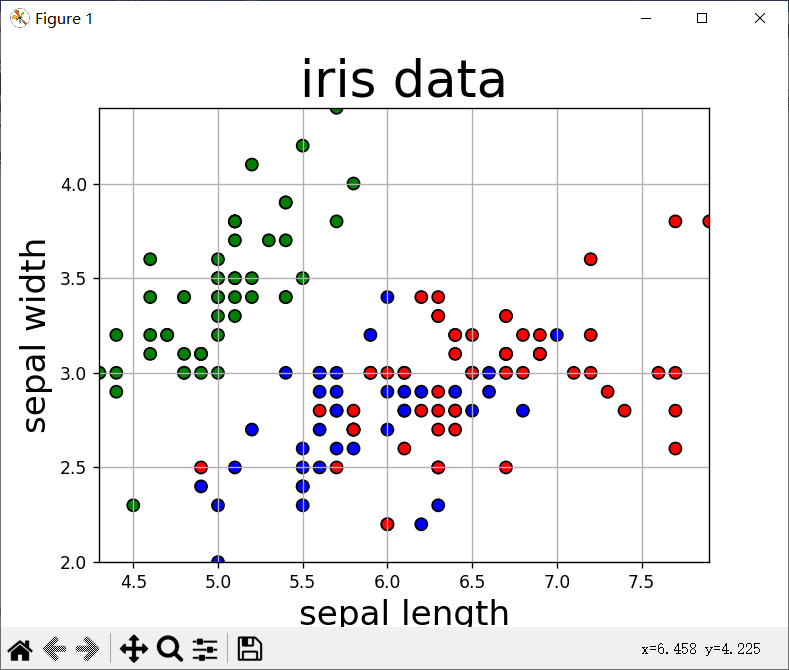 Figure 1
iris data
sepal width
4.0
3.5
3.0
2.5
2.0
4.5 5.0 5.5 6.0 6.5 7.0 7.5
sepal length
x=6.458 y=4.225